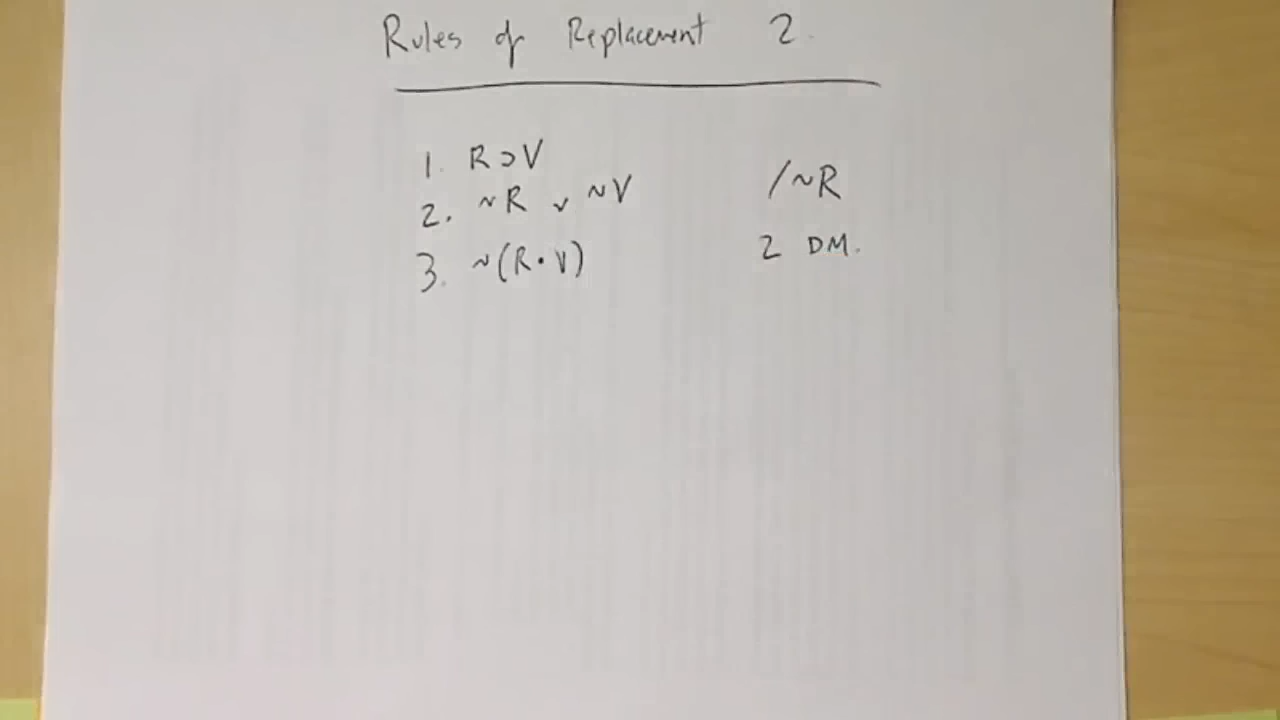 Rules of Replacement 2.
1. R ⊃ V
2. ~R v ~V /~R
3. ~(R • V) 2 DM.